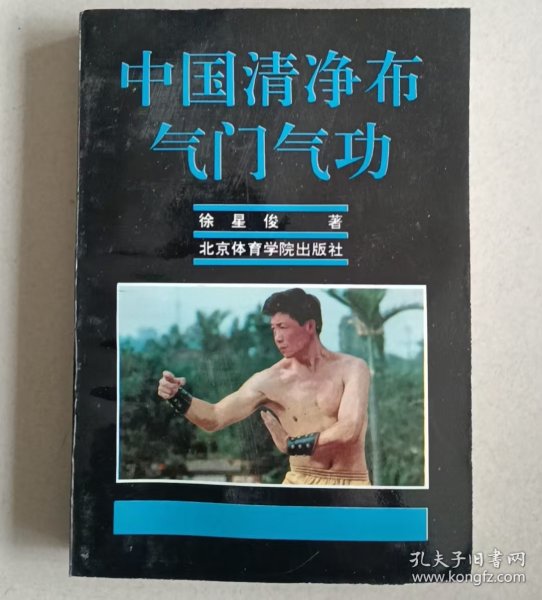 中国清净布
气门气功
徐星俊 著
北京体育学院出版社
孔夫子旧书网
www.kongfz.com